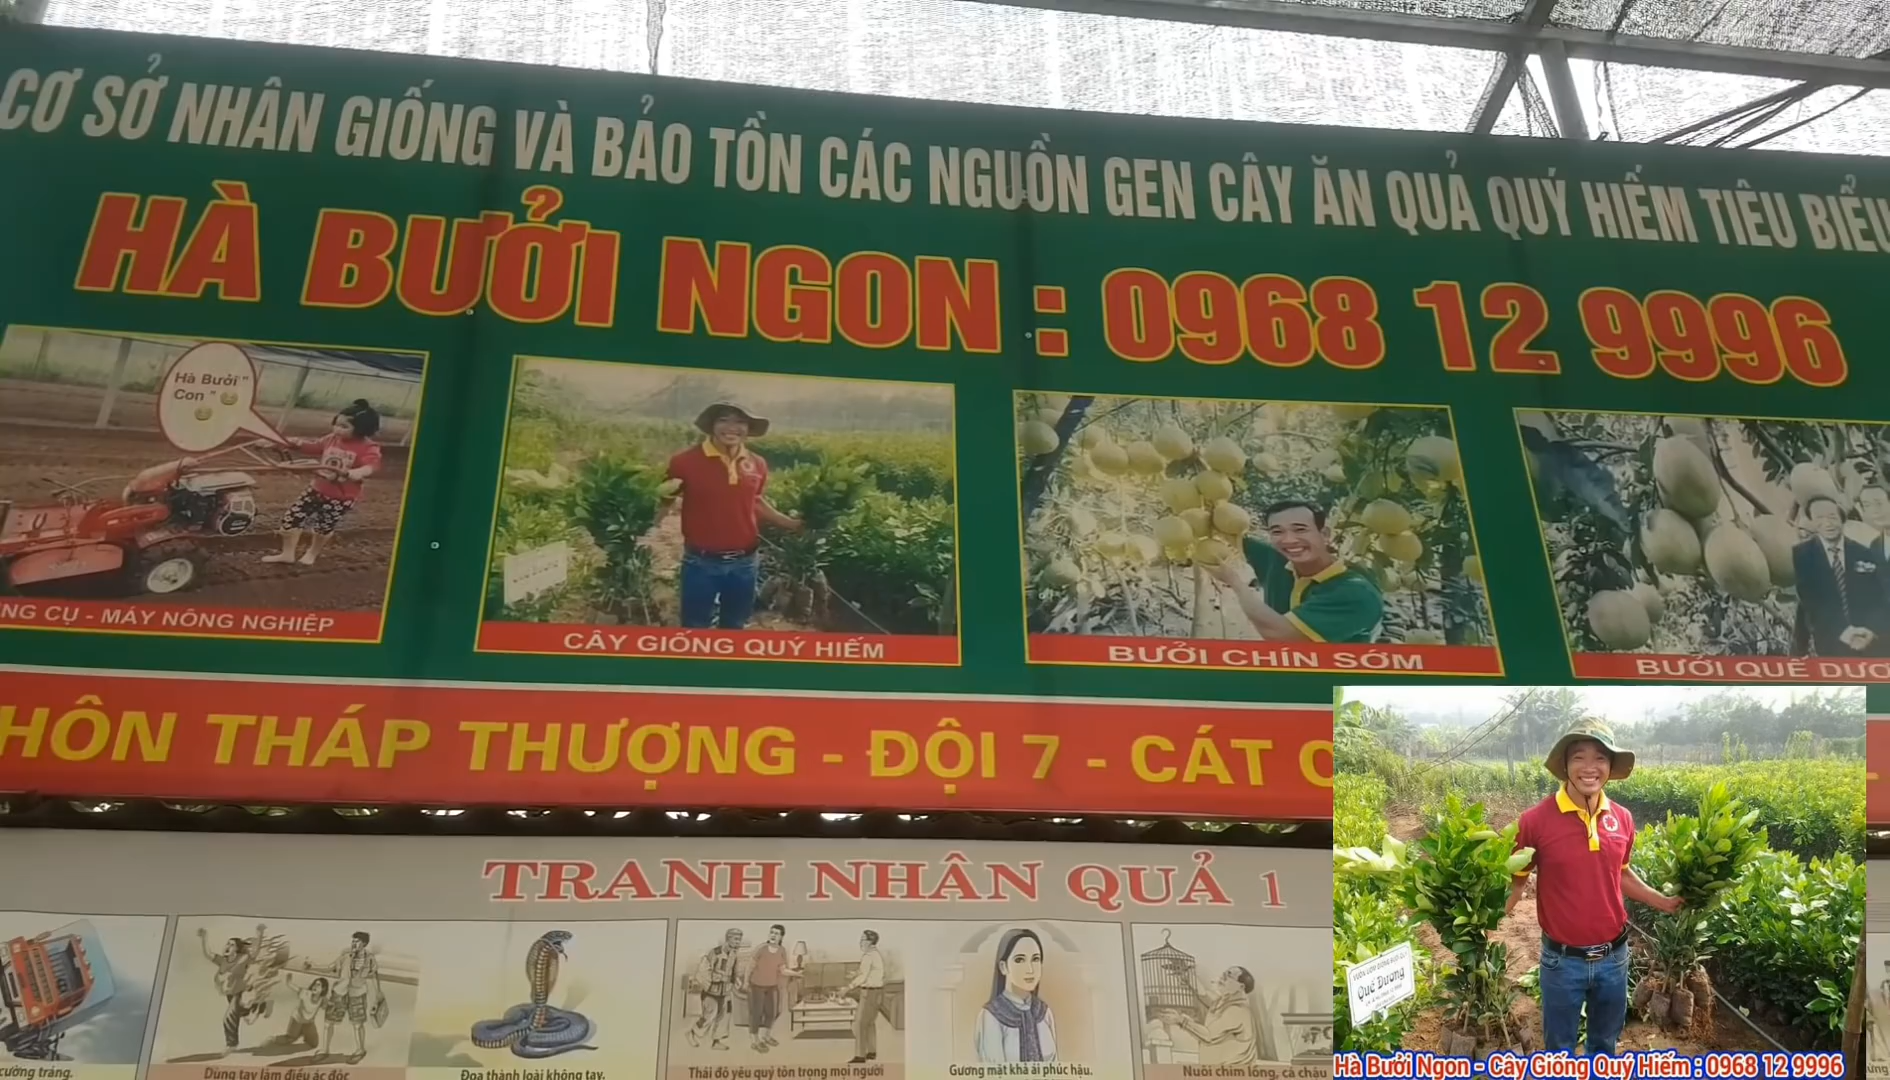 CƠ SỞ NHÂN GIỐNG VÀ BẢO TỒN CÁC NGUỒN GEN CÂY ĂN QUẢ QUÝ HIẾM TIÊU BIỂU
HÀ BƯỞI NGON : 0968 12 9996
Hà Bưởi "
Con "
CỤ - MÁY NÔNG NGHIỆP
CÂY GIỐNG QUÝ HIẾM
BƯỞI CHÍN SỚM
BƯỞI QUẾ
THÁP THƯỢNG - ĐỘI 7 - CÁT
TRANH NHÂN QUẢ 1
cường tráng.
Dùng tay làm điều ác độc
Đọa thành loài không tay.
Thái độ yêu quý tôn trọng mọi người
Gương mặt khả ái phúc hậu.
Nuôi chim lồng, cá chậu
Quế Dương
Hà Bưởi Ngon - Cây Giống Quý Hiếm : 0968 12 9996